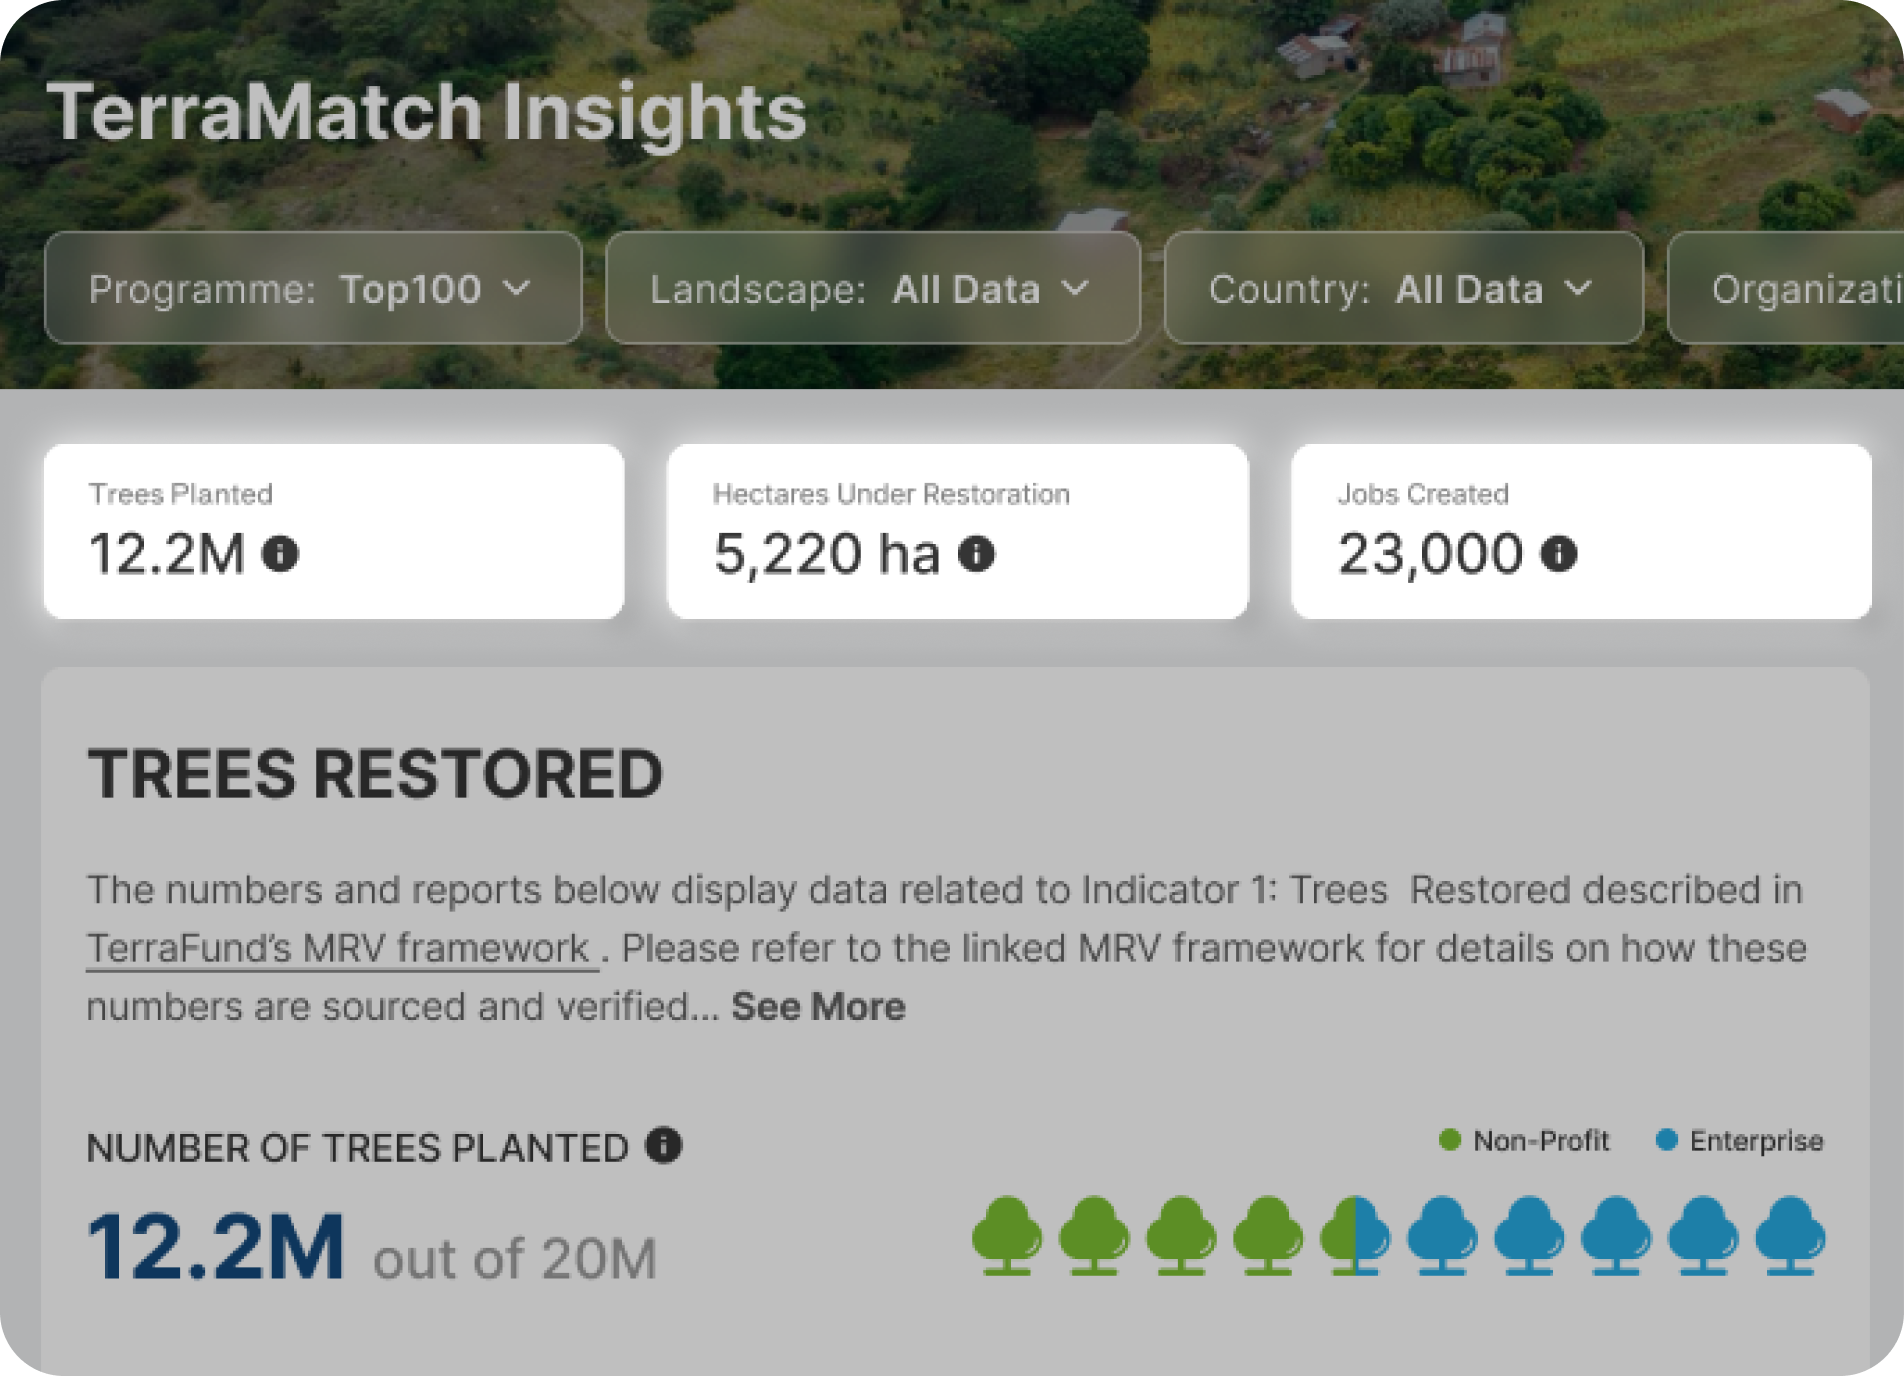 TerraMatch Insights
Programme: Top100
Landscape: All Data
Country: All Data
Trees Planted
12.2M
Hectares Under Restoration
5,220 ha
Jobs Created
23,000
TREES RESTORED
The numbers and reports below display data related to Indicator 1: Trees Restored described in
TerraFund's MRV framework . Please refer to the linked MRV framework for details on how these
numbers are sourced and verified... See More
NUMBER OF TREES PLANTED
Non-Profit
Enterprise
12.2M out of 20M